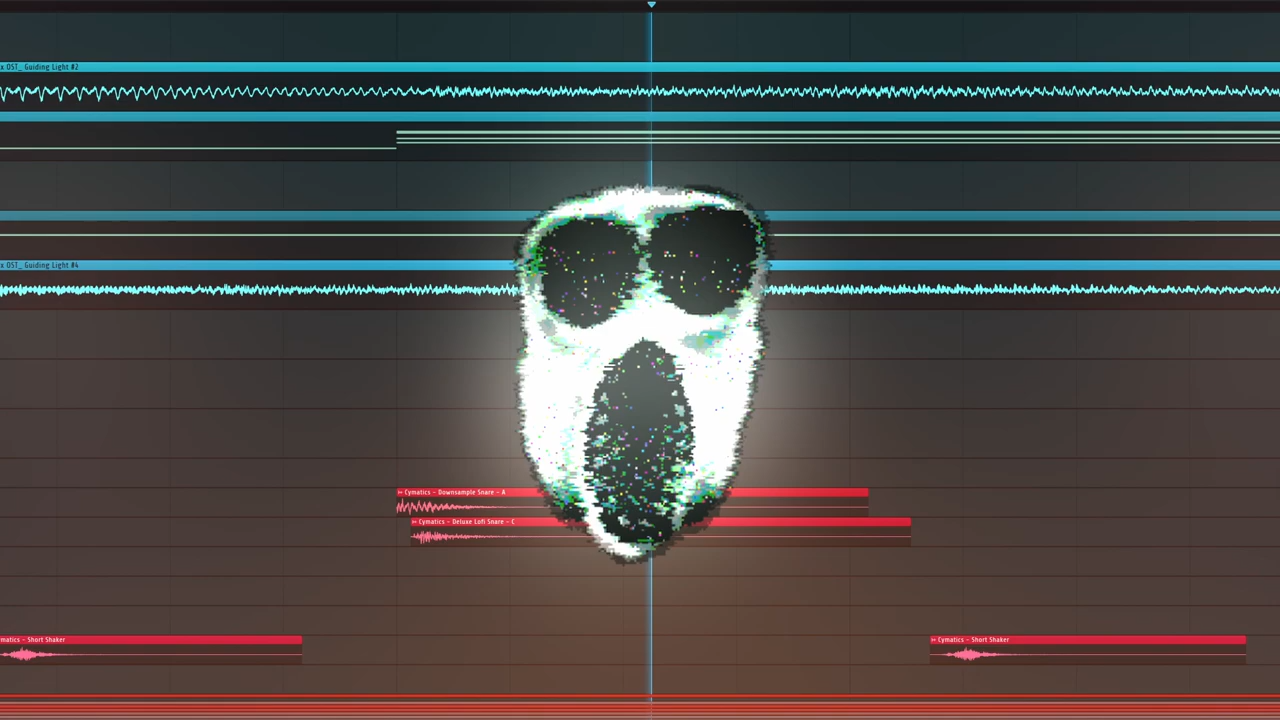 x OST_ Guiding Light #2
x OST_ Guiding Light #4
Cymatics - Downsample Snare - A
Cymatics - Deluxe Lofi Snare - C
ymatics - Short Shaker
Cymatics - Short Shaker